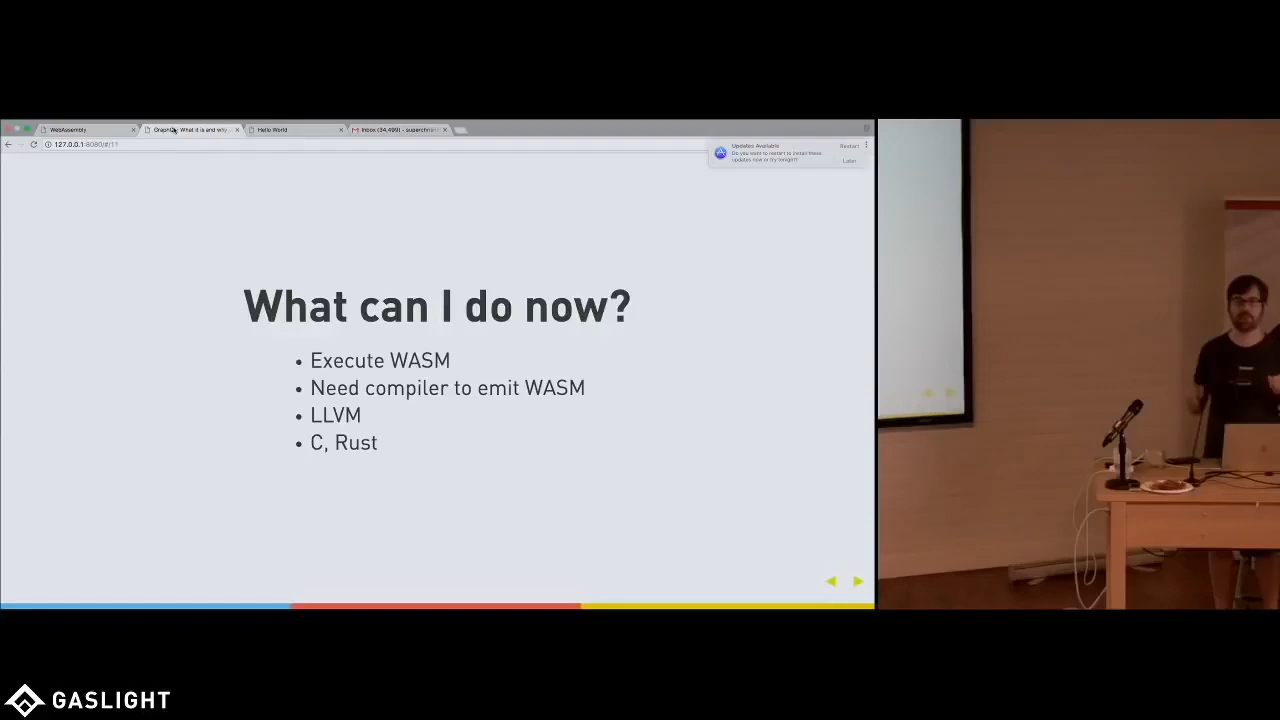 WebAssembly
GraphQL: What it is and why
Hello World
Inbox (34,499) - superchris
127.0.0.1:8080/#/11
Updates Available
Restart
Do you want to restart to install these
updates now or try tonight?
Later
What can I do now?
• Execute WASM
• Need compiler to emit WASM
• LLVM
• C, Rust
GASLIGHT